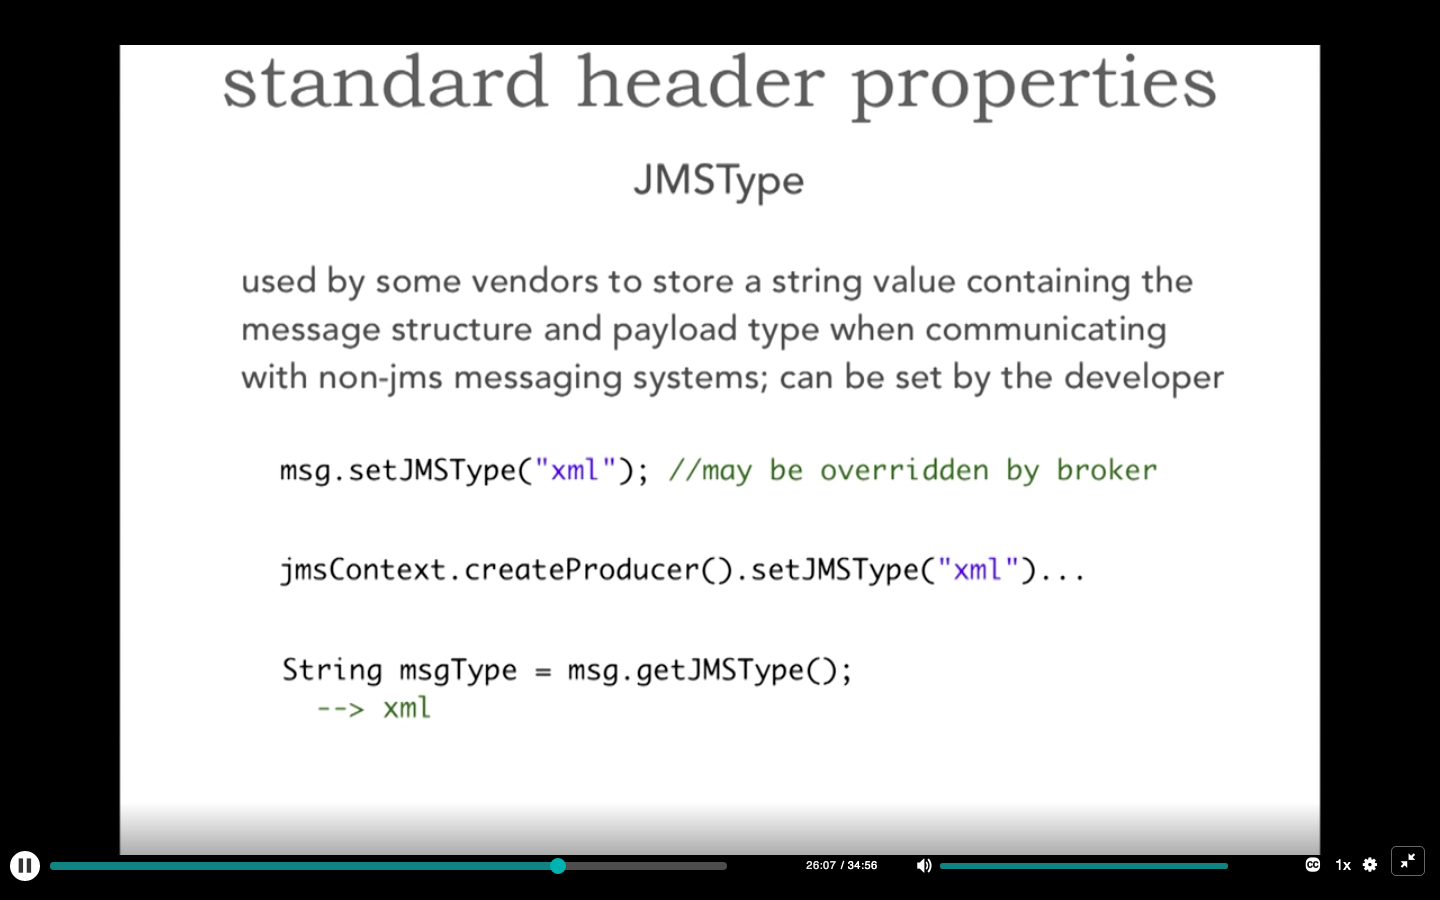 standard header properties
JMSType
used by some vendors to store a string value containing the
message structure and payload type when communicating
with non-jms messaging systems; can be set by the developer
msg.setJMSType("xml"); //may be overridden by broker
jmsContext.createProducer().setJMSType("xml")...
String msgType = msg.getJMSType();
--> xml
26:07 / 34:56
CC
1x